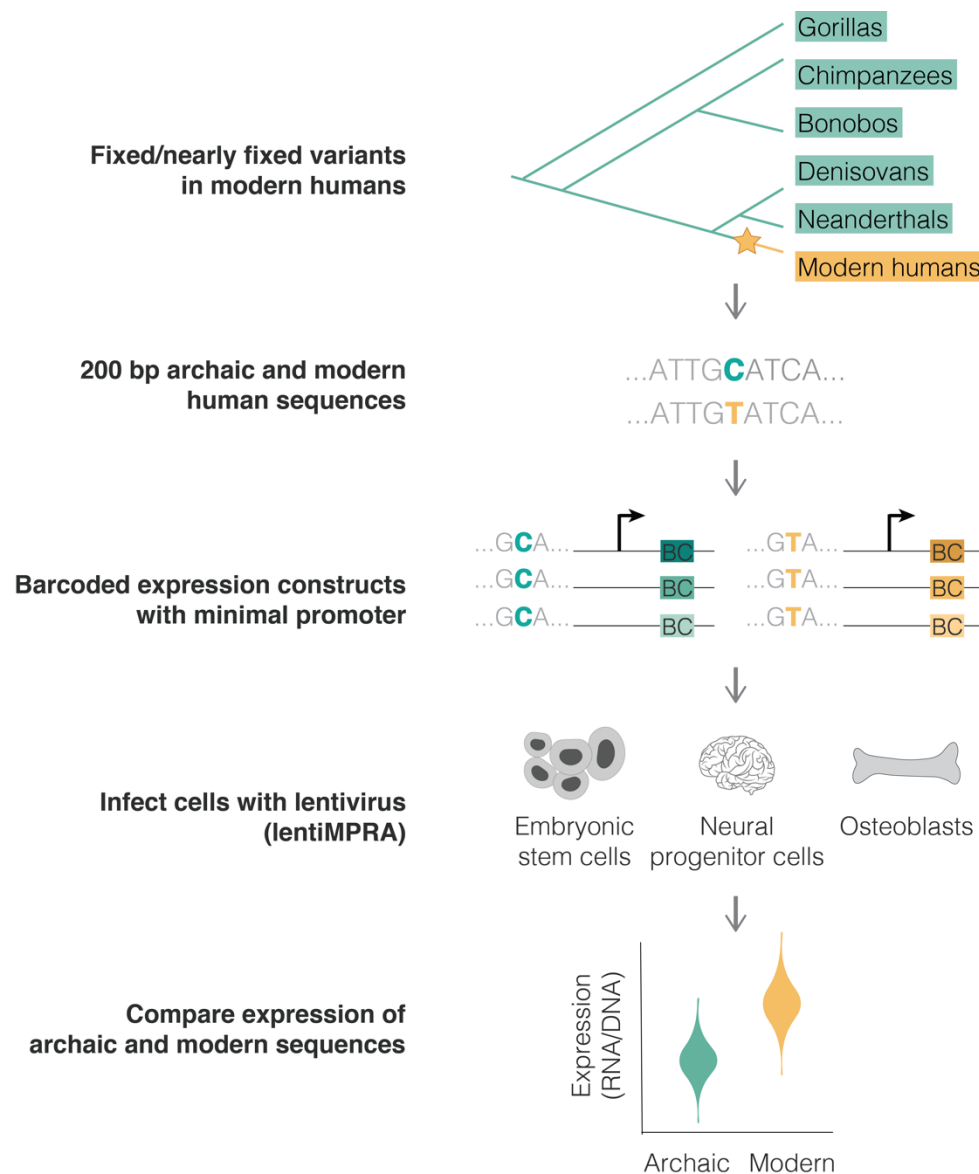 Gorillas
Chimpanzees
Bonobos
Denisovans
Neanderthals
Modern humans
Fixed/nearly fixed variants
in modern humans
200 bp archaic and modern
human sequences
...ATTGCATCA...
...ATTGTATCA...
Barcoded expression constructs
with minimal promoter
...GCA... BC ...GTA... BC
...GCA... BC ...GTA... BC
...GCA... BC ...GTA... BC
Infect cells with lentivirus
(lentiMPRA)
Embryonic
stem cells
Neural
progenitor cells
Osteoblasts
Compare expression of
archaic and modern sequences
Expression
(RNA/DNA)
Archaic Modern